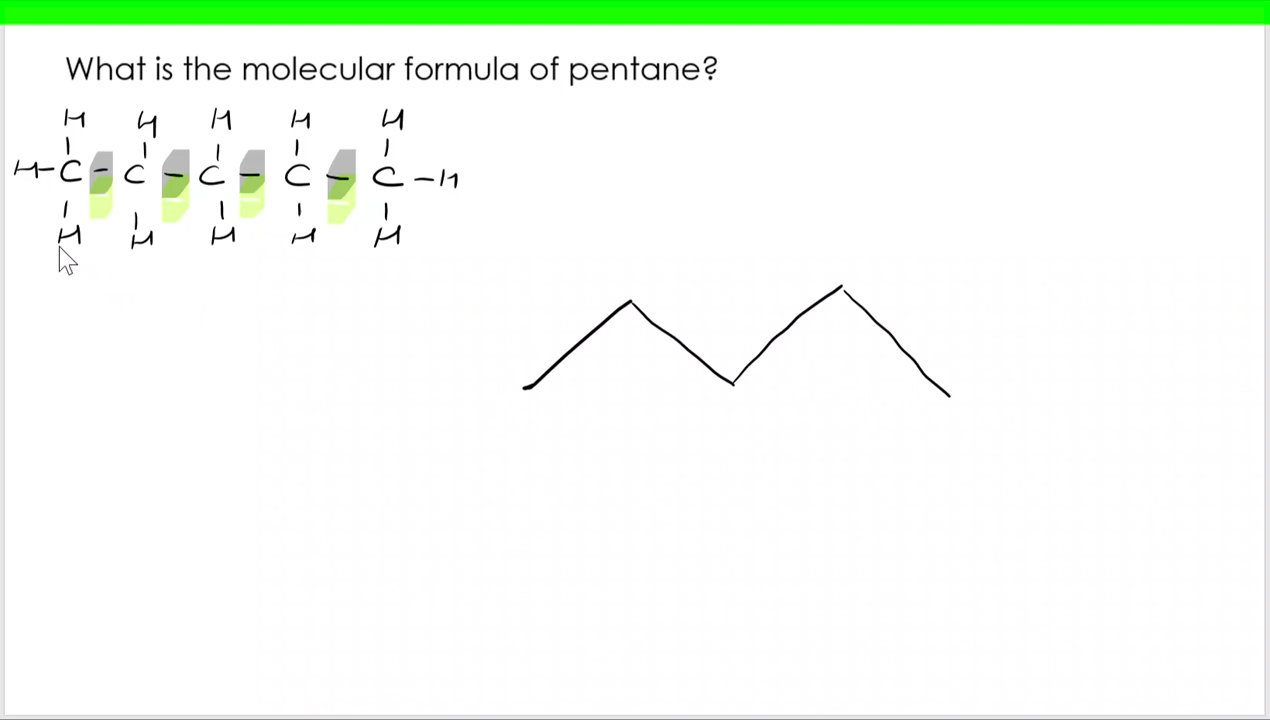 What is the molecular formula of pentane?
H H H H H
H-C-C-C-C-C-H
H H H H H